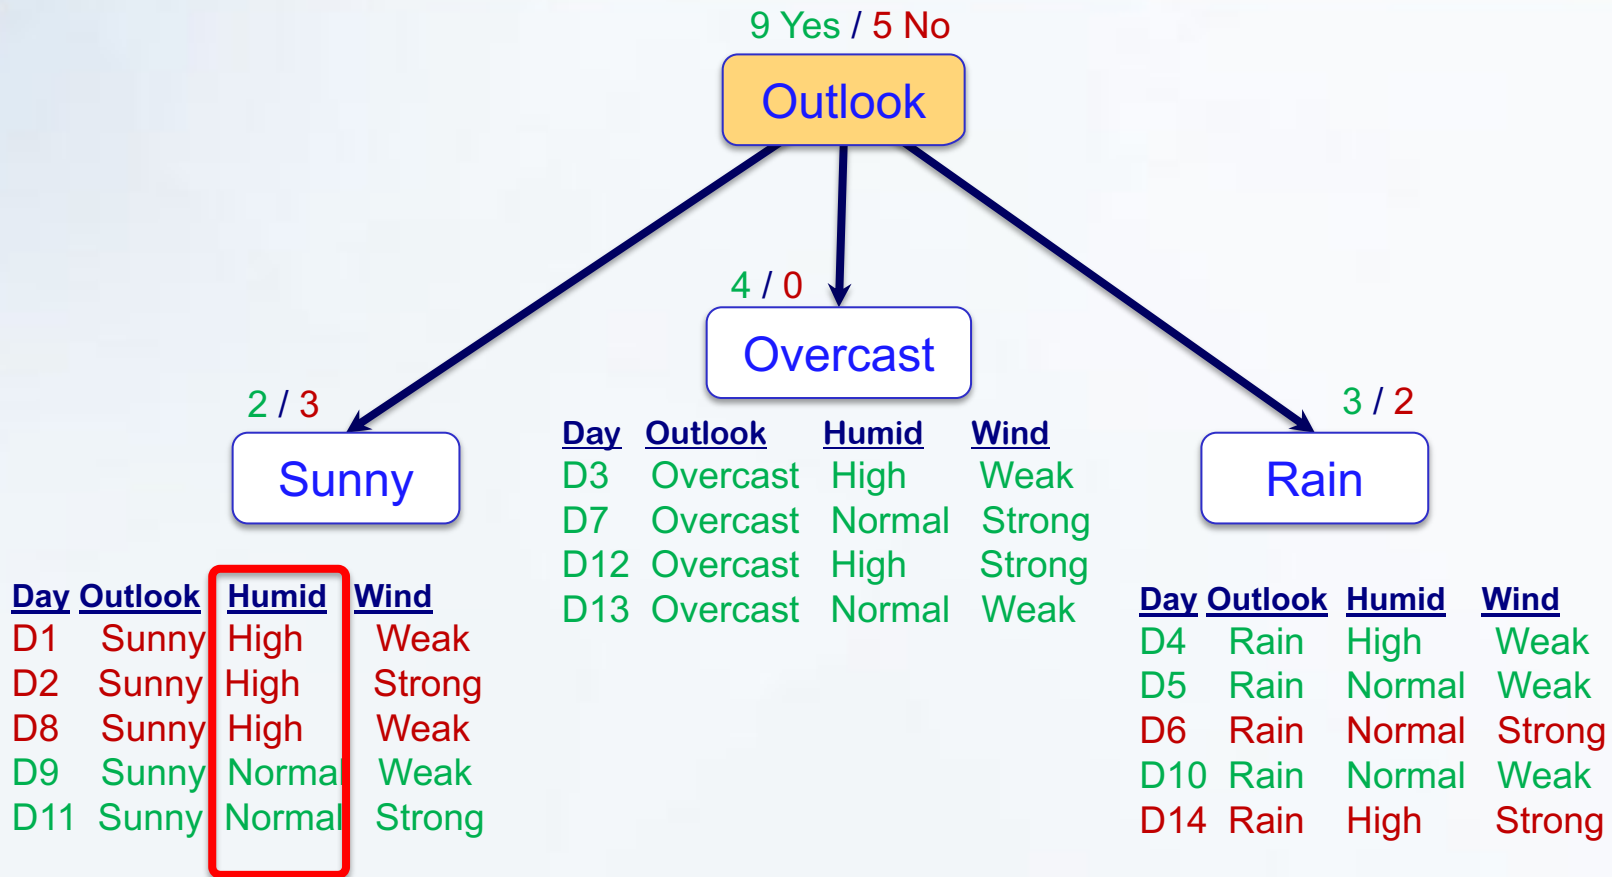 9 Yes / 5 No
Outlook
4 / 0
Overcast
2 / 3
Sunny
3 / 2
Rain
Day Outlook Humid Wind
D3 Overcast High Weak
D7 Overcast Normal Strong
D12 Overcast High Strong
D13 Overcast Normal Weak
Day Outlook Humid Wind
D1 Sunny High Weak
D2 Sunny High Strong
D8 Sunny High Weak
D9 Sunny Normal Weak
D11 Sunny Normal Strong
Day Outlook Humid Wind
D4 Rain High Weak
D5 Rain Normal Weak
D6 Rain Normal Strong
D10 Rain Normal Weak
D14 Rain High Strong